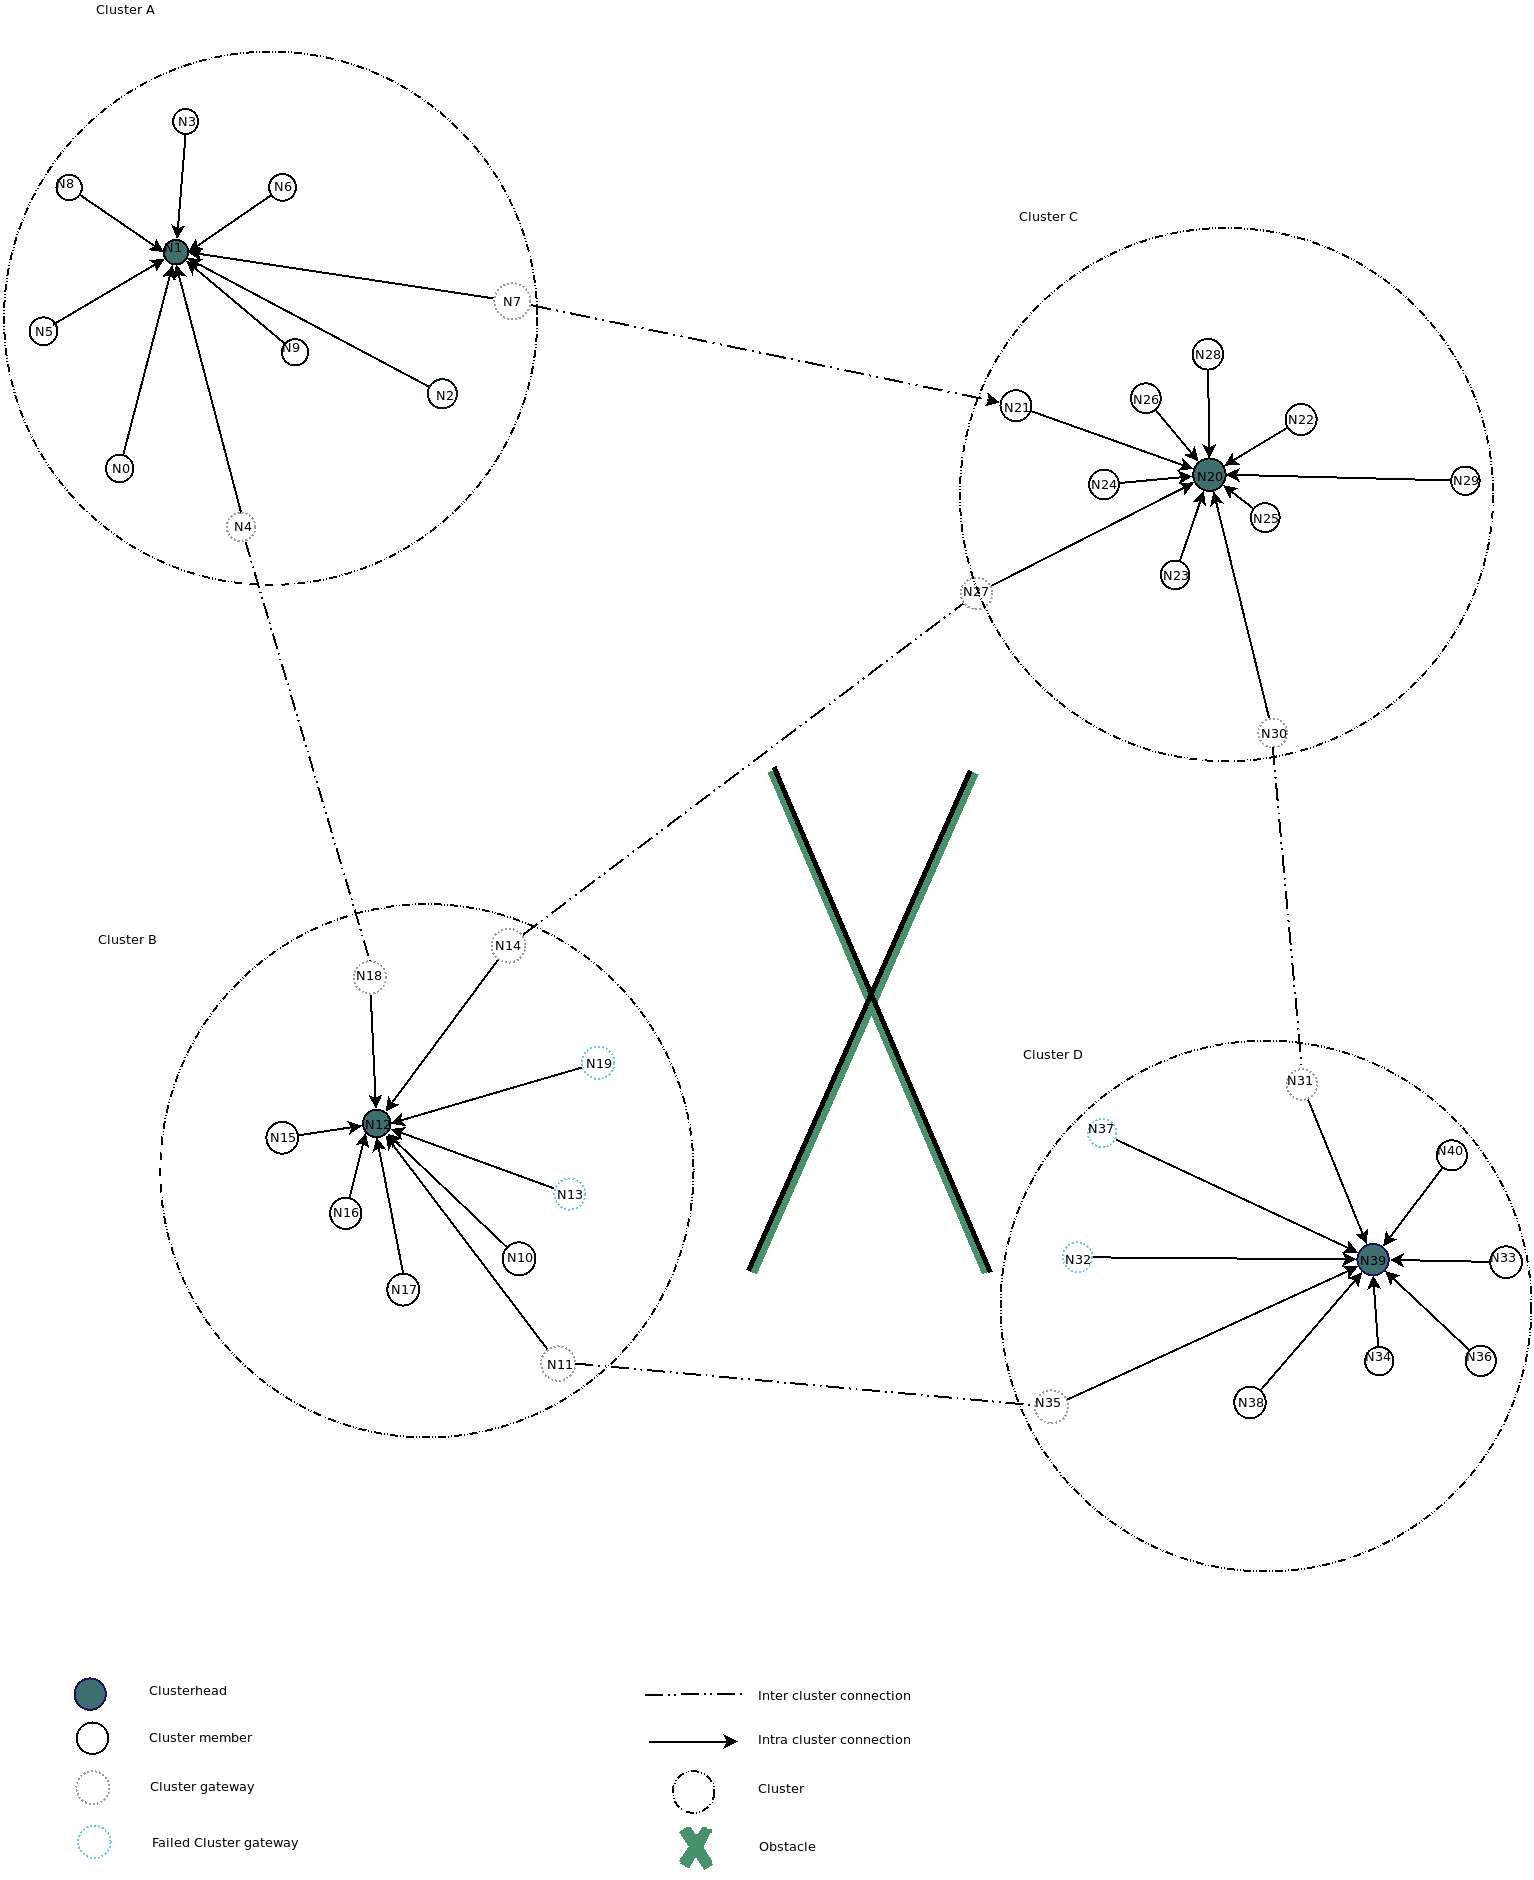 Cluster A
N3
N8
N6
N1
N7
N5
N9
N2
N0
N4
Cluster C
N28
N26
N21
N22
N20
N24
N29
N25
N23
N27
N30
Cluster B
N14
N18
N19
N12
N15
N13
N16
N10
N17
N11
Cluster D
N31
N37
N40
N32
N39
N33
N34
N36
N35
N38
Clusterhead
Cluster member
Cluster gateway
Failed Cluster gateway
Inter cluster connection
Intra cluster connection
Cluster
Obstacle